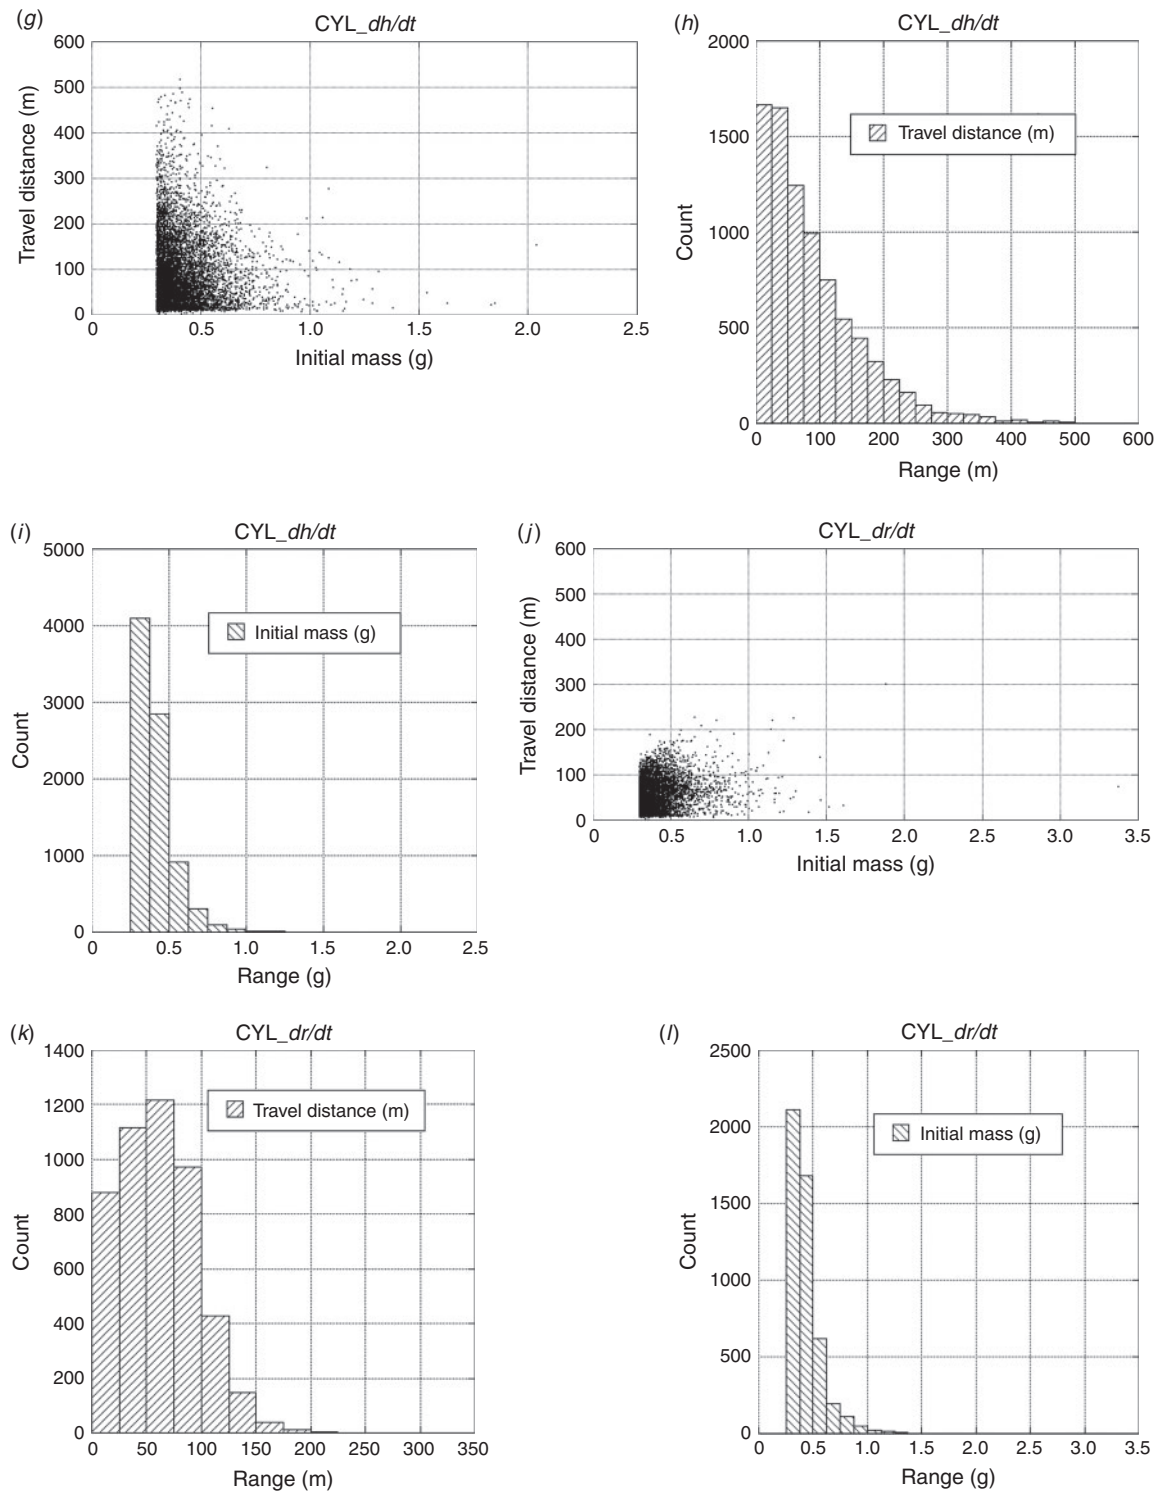 (g)
CYL_dh/dt
600
500
400
300
200
100
0
Travel distance (m)
0 0.5 1.0 1.5 2.0 2.5
Initial mass (g)
(h)
CYL_dh/dt
2000
1500
1000
500
0
Count
Travel distance (m)
0 100 200 300 400 500 600
Range (m)
(i)
CYL_dh/dt
5000
4000
3000
2000
1000
0
Count
Initial mass (g)
0 0.5 1.0 1.5 2.0 2.5
Range (g)
(j)
CYL_dr/dt
600
500
400
300
200
100
0
Travel distance (m)
0 0.5 1.0 1.5 2.0 2.5 3.0 3.5
Initial mass (g)
(k)
CYL_dr/dt
1400
1200
1000
800
600
400
200
0
Count
Travel distance (m)
0 50 100 150 200 250 300 350
Range (m)
(l)
CYL_dr/dt
2500
2000
1500
1000
500
0
Count
Initial mass (g)
0 0.5 1.0 1.5 2.0 2.5 3.0 3.5
Range (g)